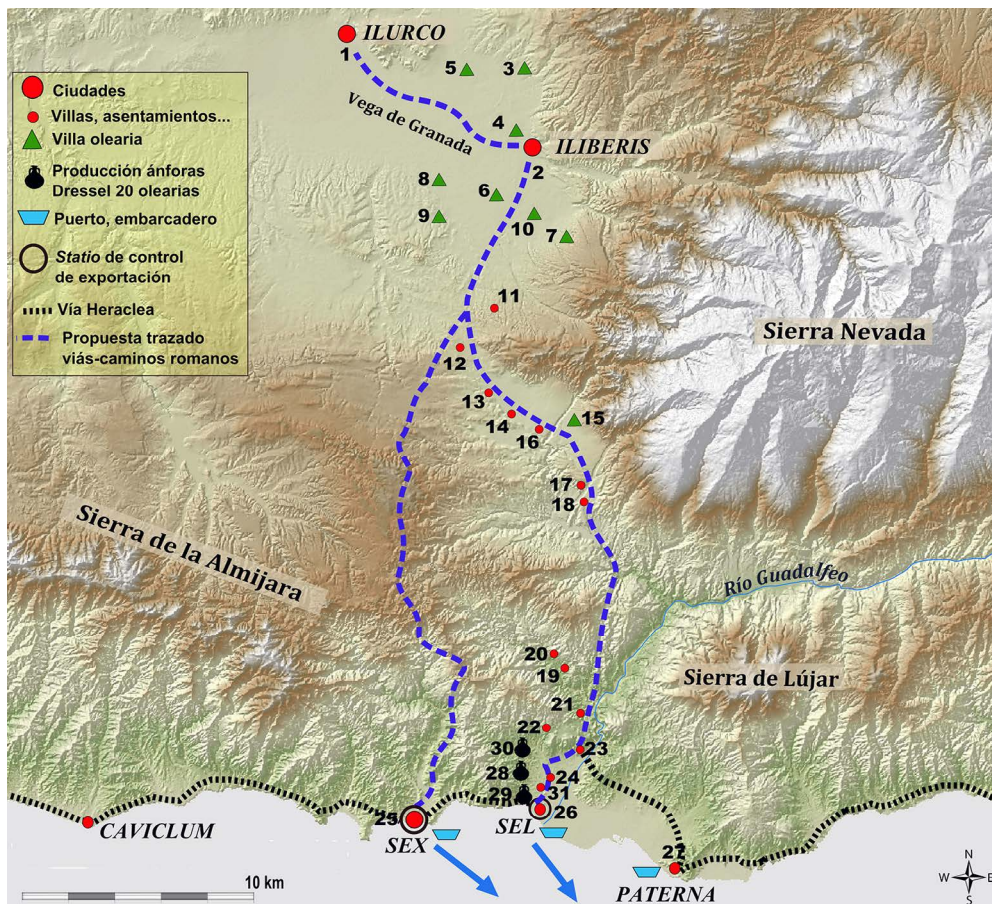 ILURCO
1
5
3
Ciudades
Villas, asentamientos...
Villa olearia
Producción ánforas
Dressel 20 olearias
Puerto, embarcadero
Statio de control
de exportación
Vía Heraclea
Propuesta trazado
viás-caminos romanos
Vega de Granada
4
ILIBERIS
2
8
6
9
10
7
11
Sierra Nevada
12
13
14
15
16
17
18
Sierra de la Almijara
Río Guadalfeo
20
19
Sierra de Lújar
21
22
30
23
28
24
29
31
25
26
CAVICLUM
SEX
SEL
27
PATERNA
10 km
N
W
E
S